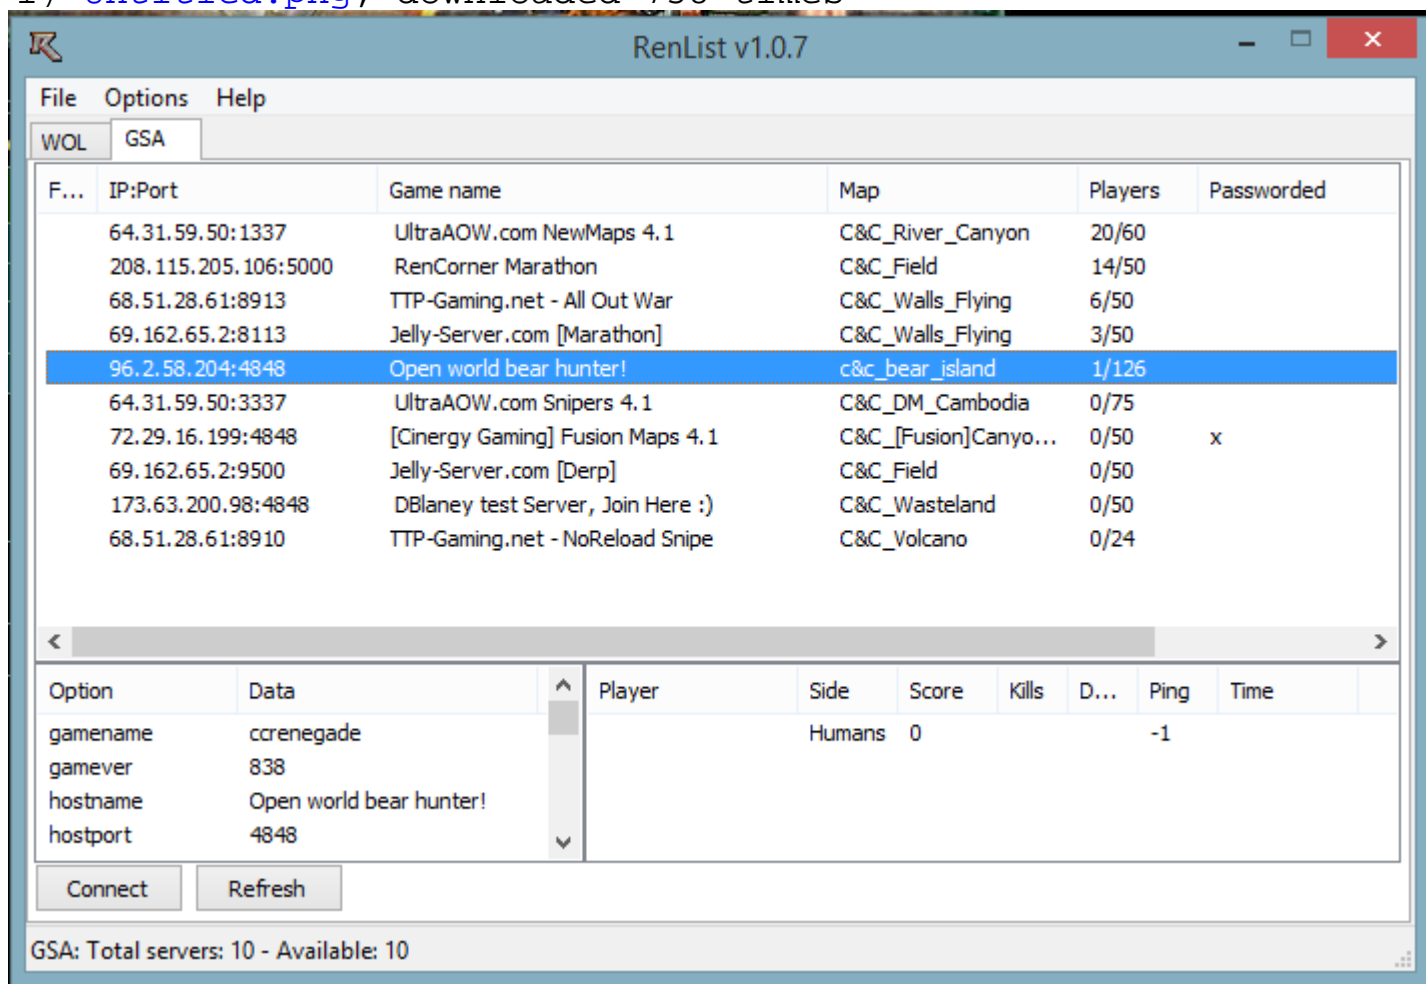 1) Untitled.png, downloaded 756 times
RenList v1.0.7
File Options Help
WOL GSA
F... IP:Port Game name Map Players Passworded
64.31.59.50:1337 UltraAOW.com NewMaps 4.1 C&C_River_Canyon 20/60
208.115.205.106:5000 RenCorner Marathon C&C_Field 14/50
68.51.28.61:8913 TTP-Gaming.net - All Out War C&C_Walls_Flying 6/50
69.162.65.2:8113 Jelly-Server.com [Marathon] C&C_Walls_Flying 3/50
96.2.58.204:4848 Open world bear hunter! c&c_bear_island 1/126
64.31.59.50:3337 UltraAOW.com Snipers 4.1 C&C_DM_Cambodia 0/75
72.29.16.199:4848 [Cinergy Gaming] Fusion Maps 4.1 C&C_[Fusion]Canyo... 0/50 x
69.162.65.2:9500 Jelly-Server.com [Derp] C&C_Field 0/50
173.63.200.98:4848 DBlaney test Server, Join Here :) C&C_Wasteland 0/50
68.51.28.61:8910 TTP-Gaming.net - NoReload Snipe C&C_Volcano 0/24
Option Data
gamename ccrenegade
gamever 838
hostname Open world bear hunter!
hostport 4848
Player Side Score Kills D... Ping Time
Humans 0 -1
Connect Refresh
GSA: Total servers: 10 - Available: 10